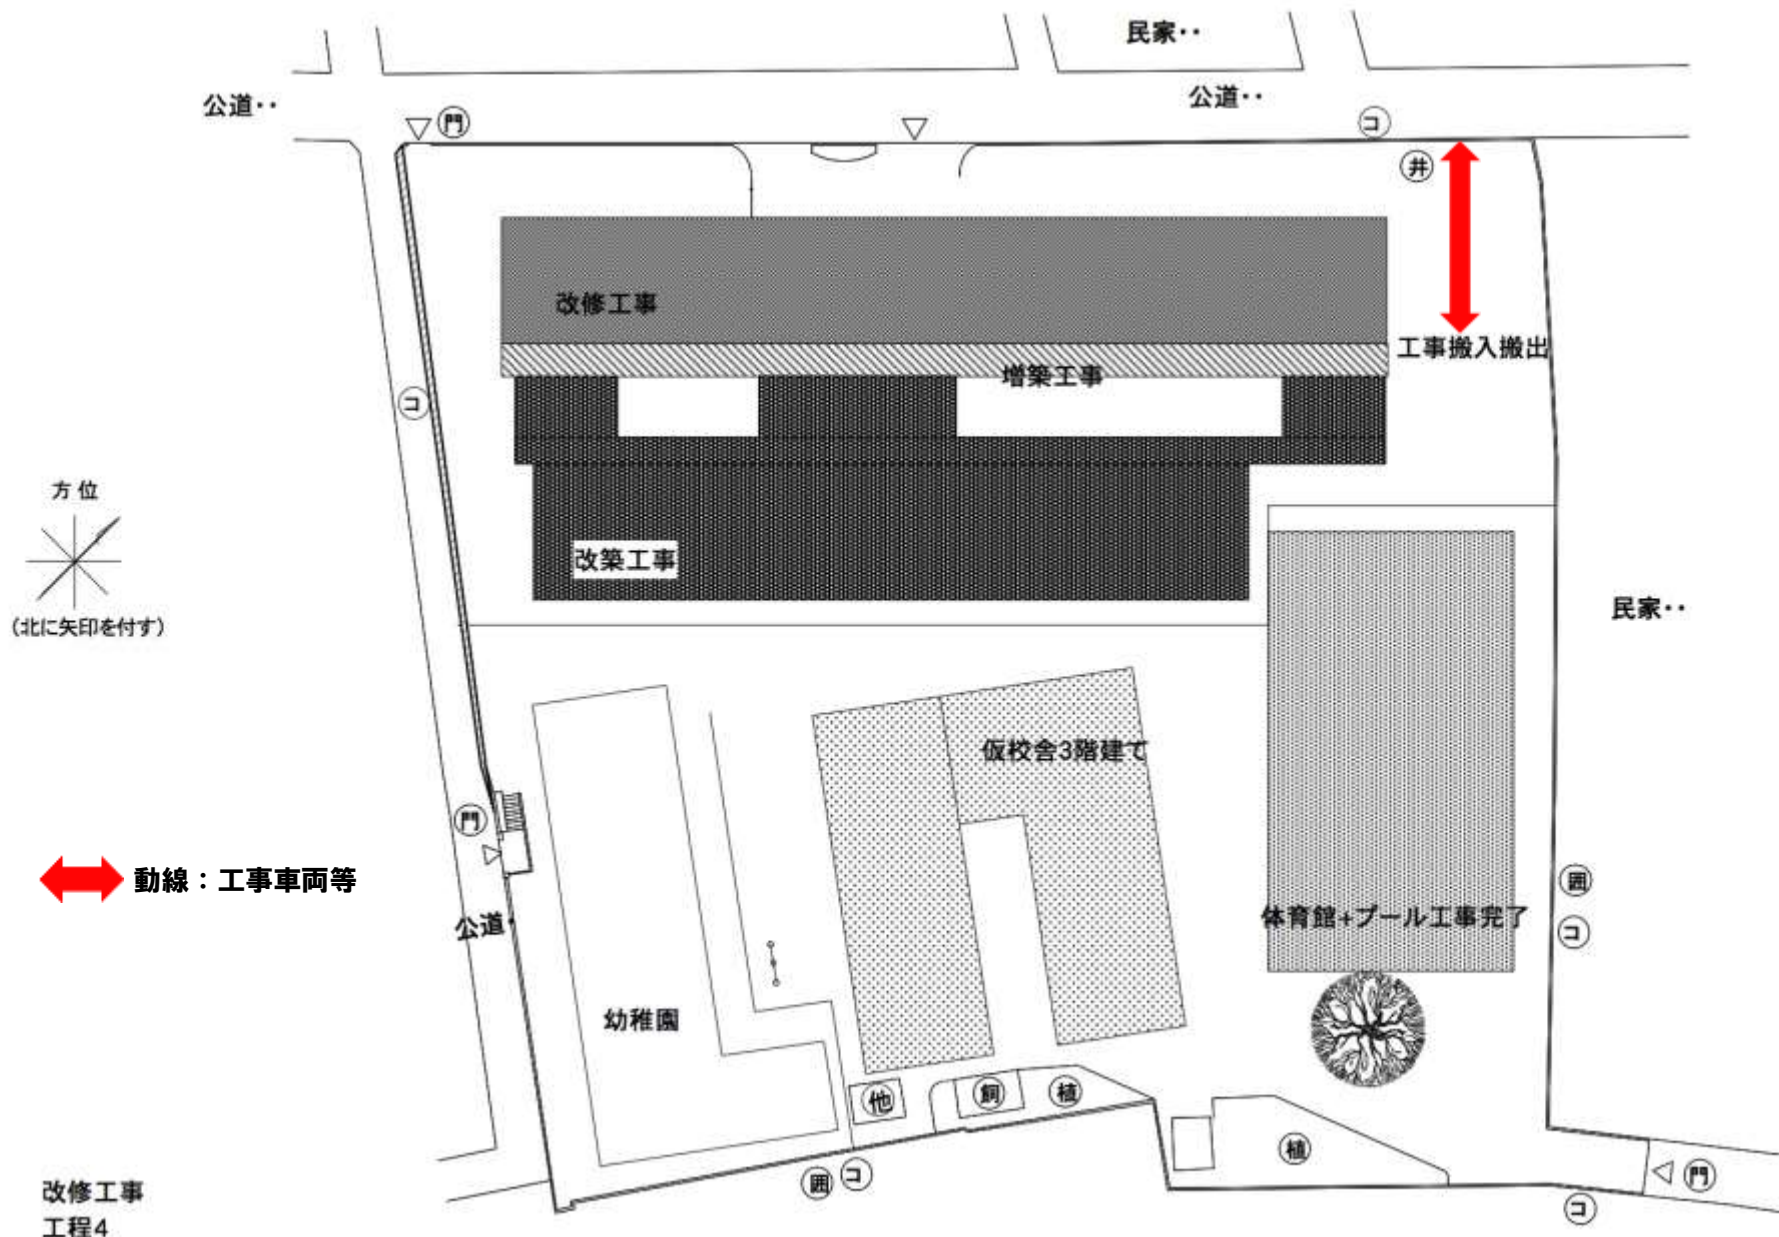 民家‥
公道‥
公道‥
門
コ
井
改修工事
工事搬入搬出
増築工事
コ
方位
改築工事
(北に矢印を付す)
民家‥
仮校舎3階建て
門
動線：工事車両等
囲
体育館+プール工事完了
公道‥
コ
幼稚園
他
飼
植
植
囲
コ
門
改修工事
コ
工程4